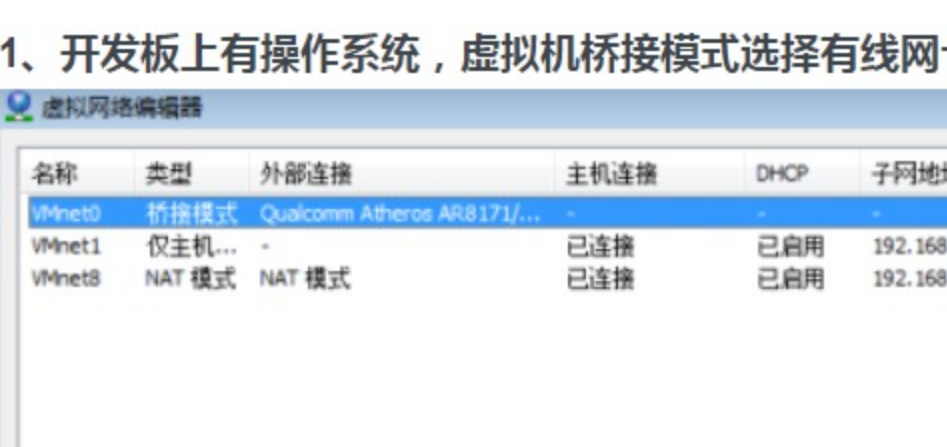 1、开发板上有操作系统，虚拟机桥接模式选择有线网
虚拟网络编辑器
名称 类型 外部连接 主机连接 DHCP 子网地址
VMnet0 桥接模式 Qualcomm Atheros AR8171/... - - -
VMnet1 仅主机... - 已连接 已启用 192.168
VMnet8 NAT 模式 NAT 模式 已连接 已启用 192.168